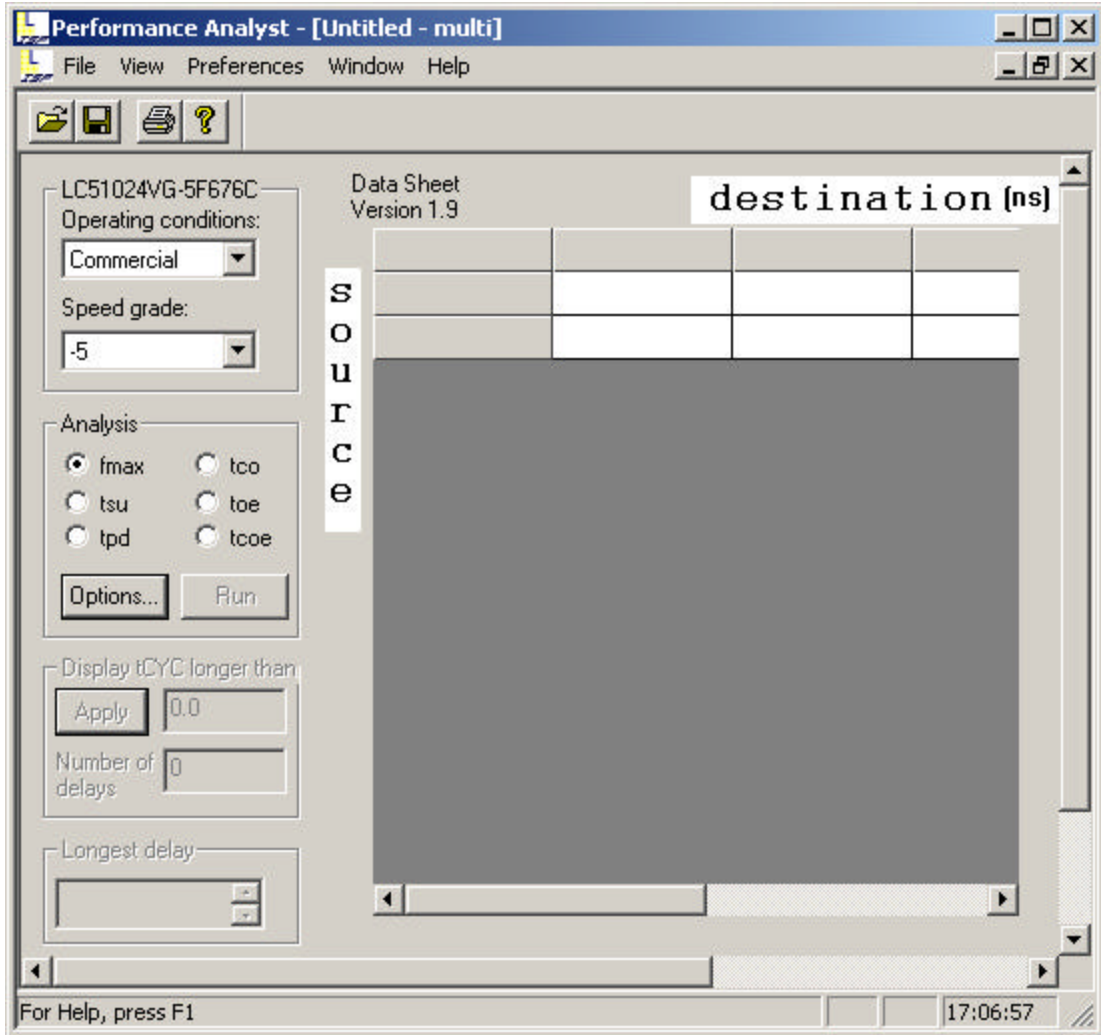 Performance Analyst - [Untitled - multi]
File View Preferences Window Help
LC51024VG-5F676C
Operating conditions:
Commercial
Speed grade:
-5
Analysis
fmax tco
tsu toe
tpd tcoe
Options... Run
Display tCYC longer than
Apply 0.0
Number of delays 0
Longest delay
Data Sheet
Version 1.9
destination (ns)
source
For Help, press F1 17:06:57